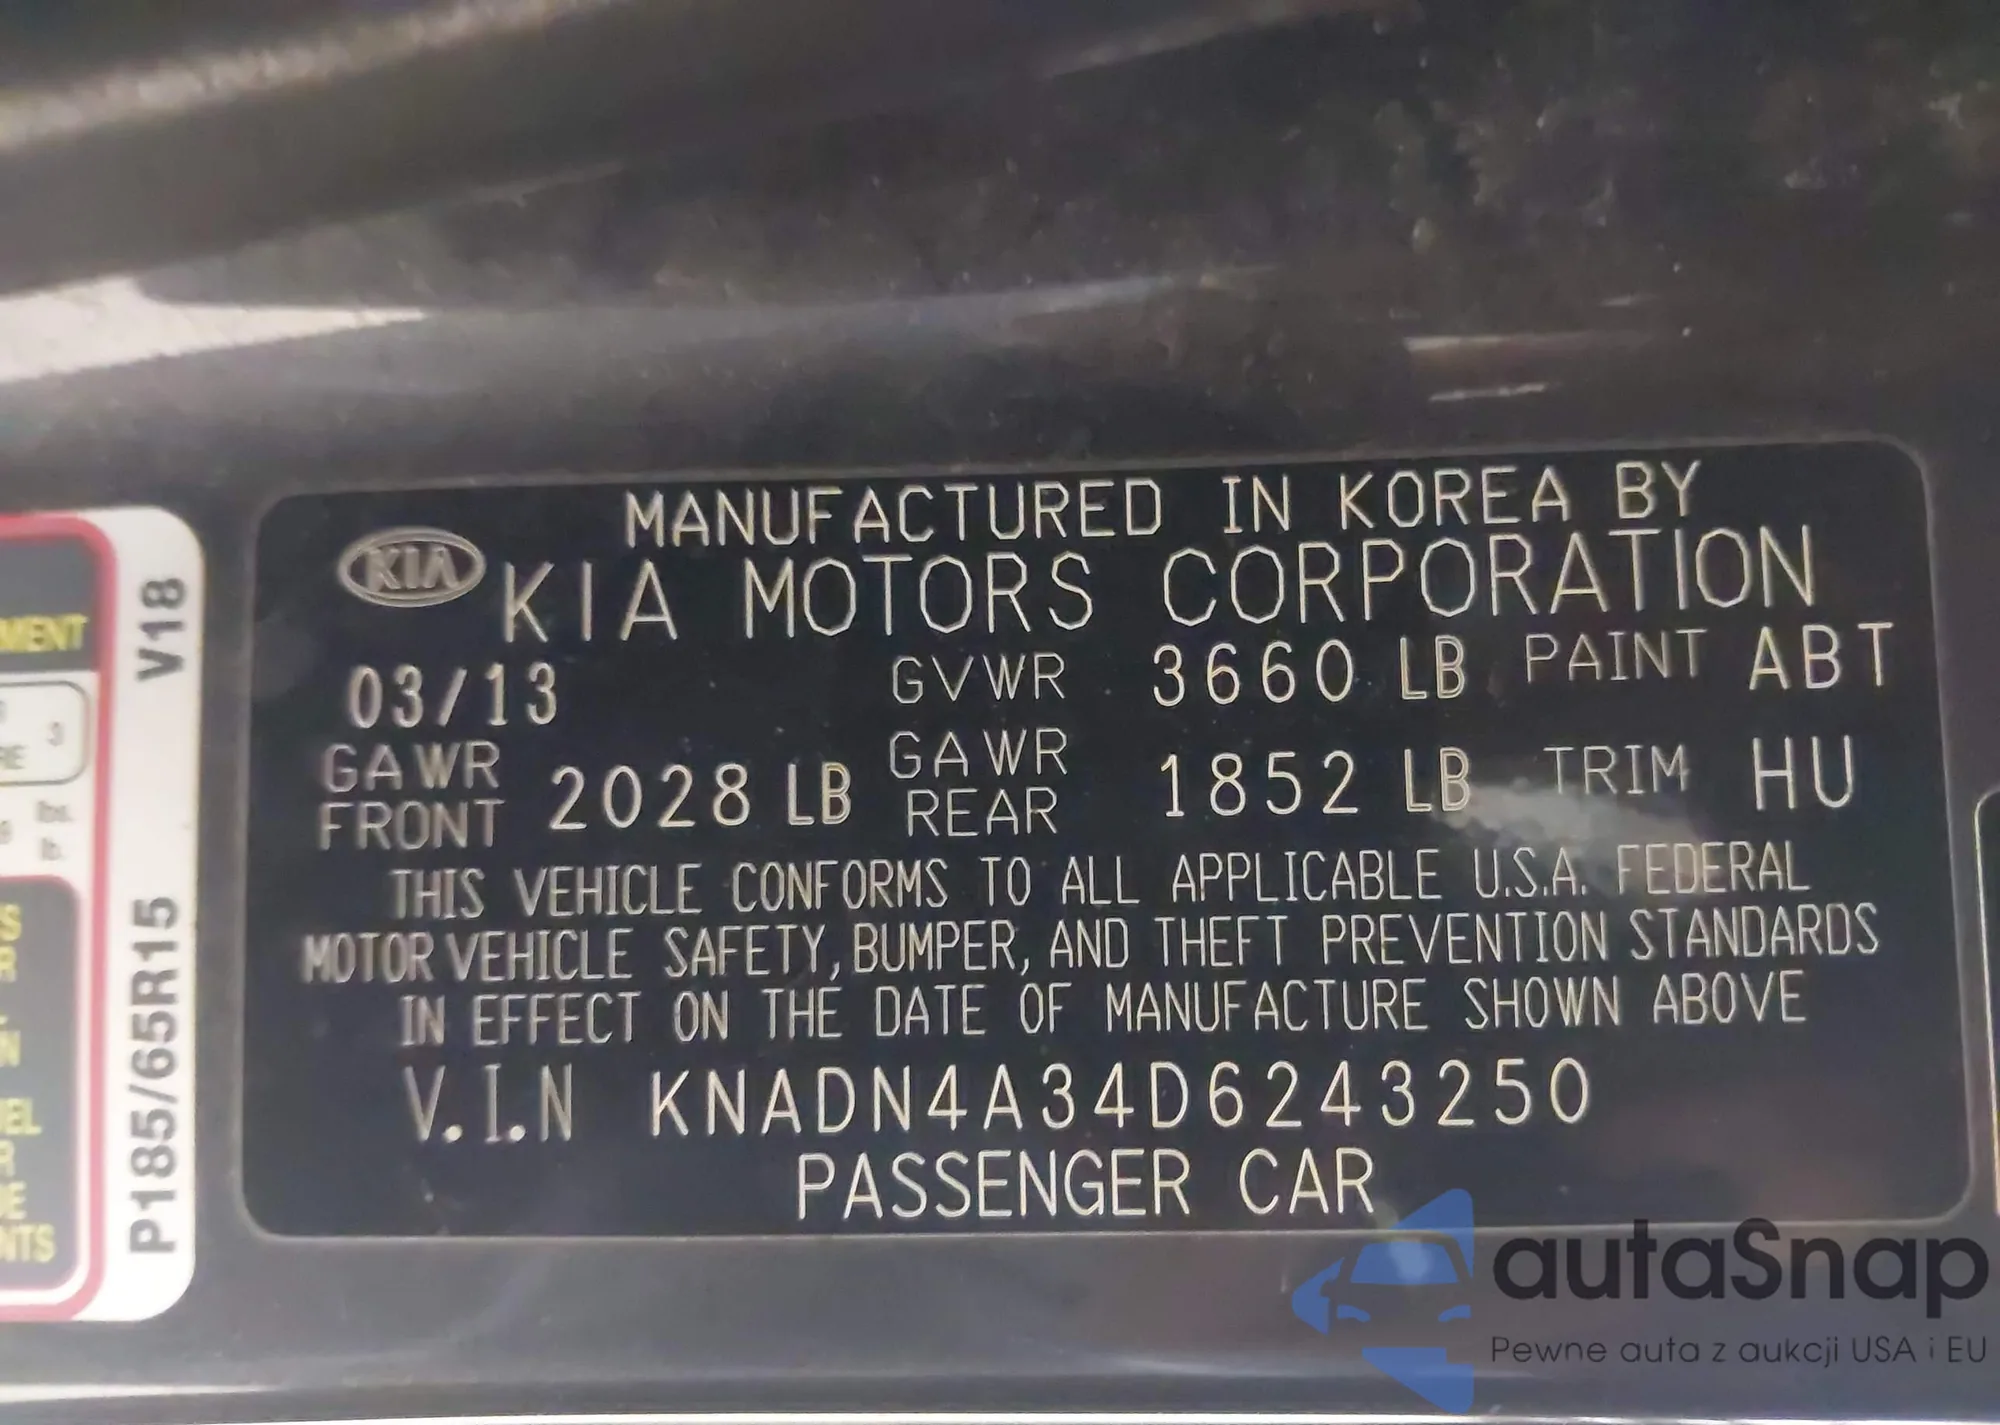 MANUFACTURED IN KOREA BY
KIA KIA MOTORS CORPORATION
03/13 GVWR 3660 LB PAINT ABT
GAWR FRONT 2028 LB GAWR REAR 1852 LB TRIM HU
THIS VEHICLE CONFORMS TO ALL APPLICABLE U.S.A. FEDERAL
MOTOR VEHICLE SAFETY, BUMPER, AND THEFT PREVENTION STANDARDS
IN EFFECT ON THE DATE OF MANUFACTURE SHOWN ABOVE
V.I.N KNADN4A34D6243250
PASSENGER CAR
P185/65R15 V18
3
lbs.
lb.
autaSnap
Pewne auta z aukcji USA i EU